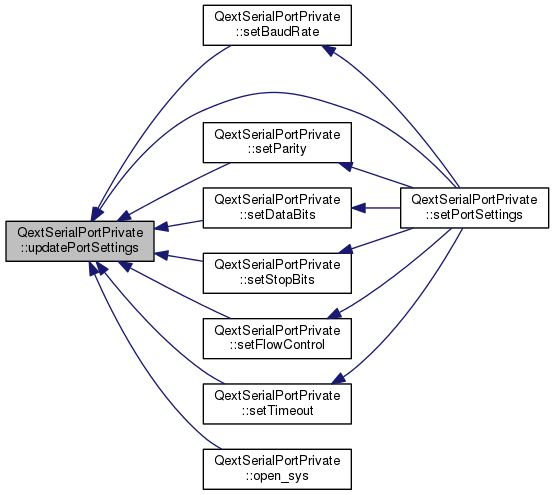 QextSerialPortPrivate
::setBaudRate
QextSerialPortPrivate
::setParity
QextSerialPortPrivate
::setDataBits
QextSerialPortPrivate
::setPortSettings
QextSerialPortPrivate
::updatePortSettings
QextSerialPortPrivate
::setStopBits
QextSerialPortPrivate
::setFlowControl
QextSerialPortPrivate
::setTimeout
QextSerialPortPrivate
::open_sys